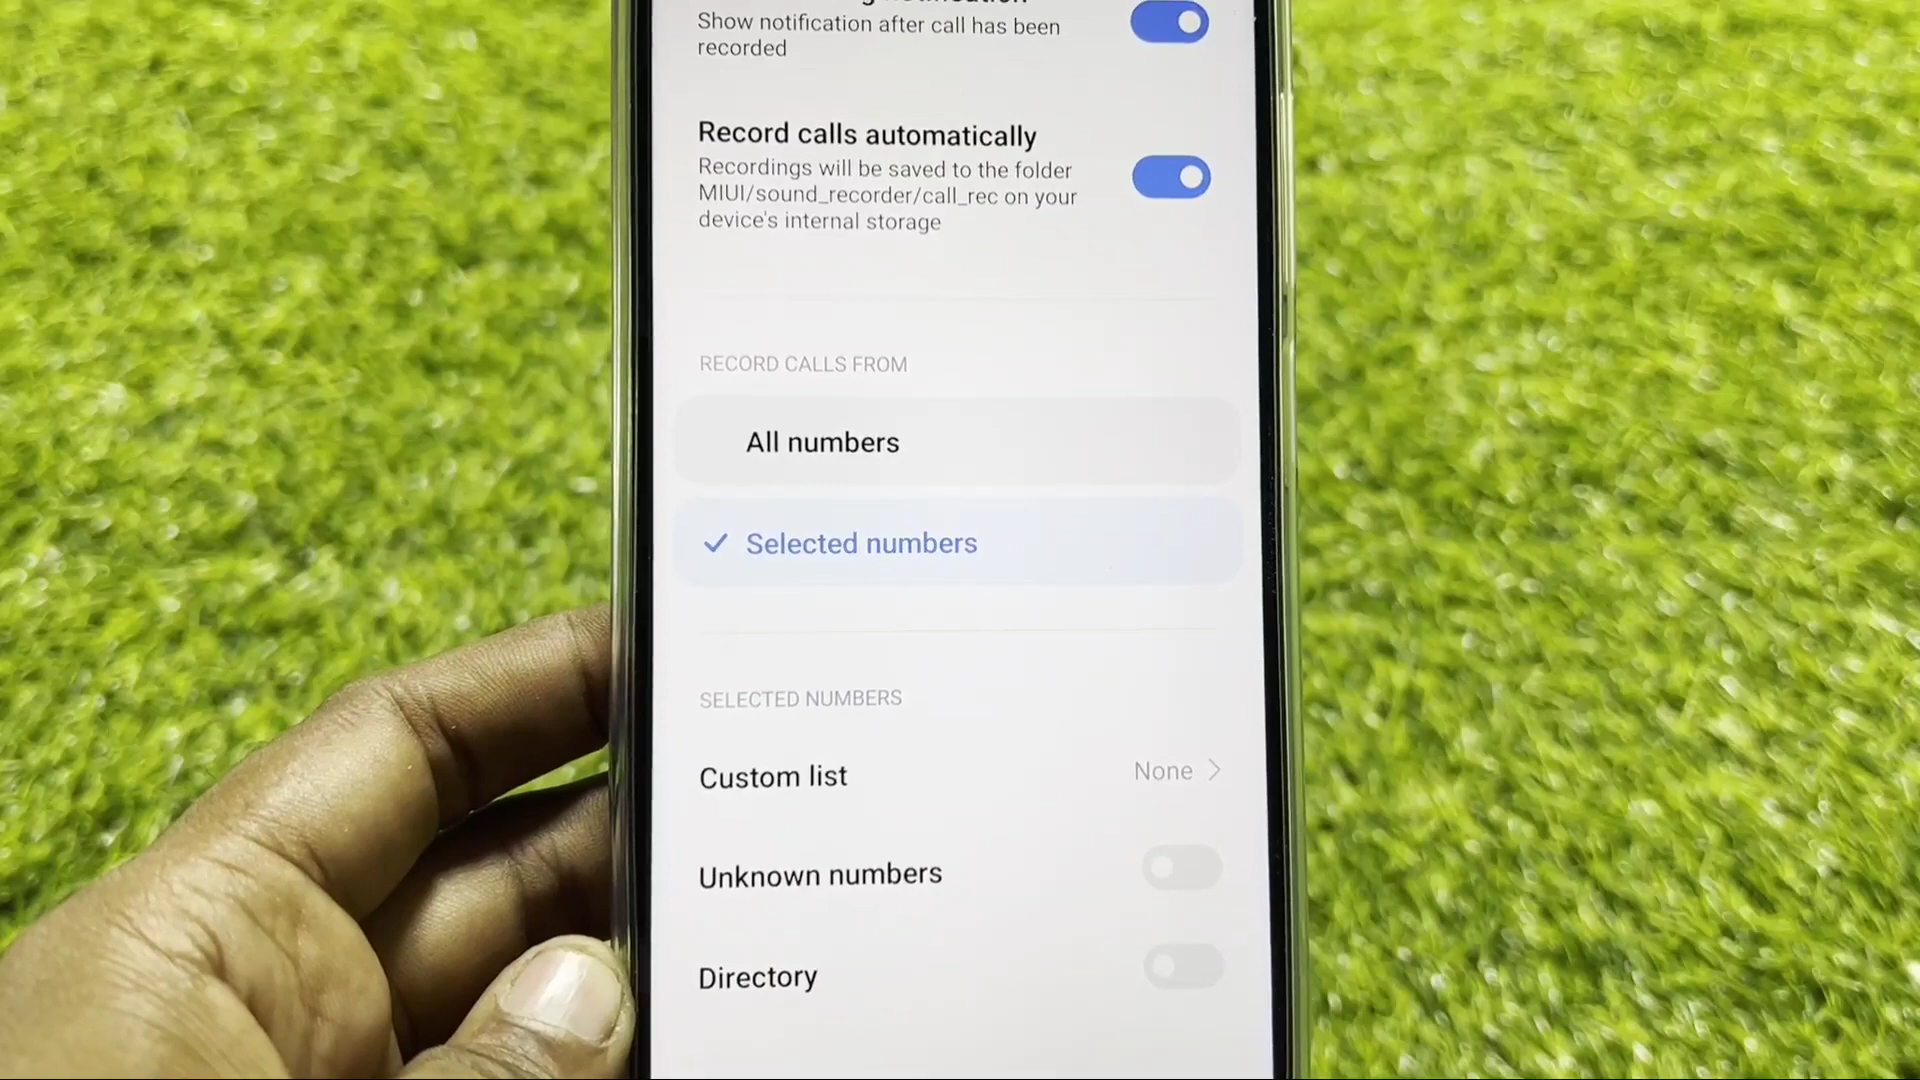 Show notification after call has been
recorded
Record calls automatically
Recordings will be saved to the folder
MIUI/sound_recorder/call_rec on your
device's internal storage
RECORD CALLS FROM
All numbers
Selected numbers
SELECTED NUMBERS
Custom list
None
Unknown numbers
Directory